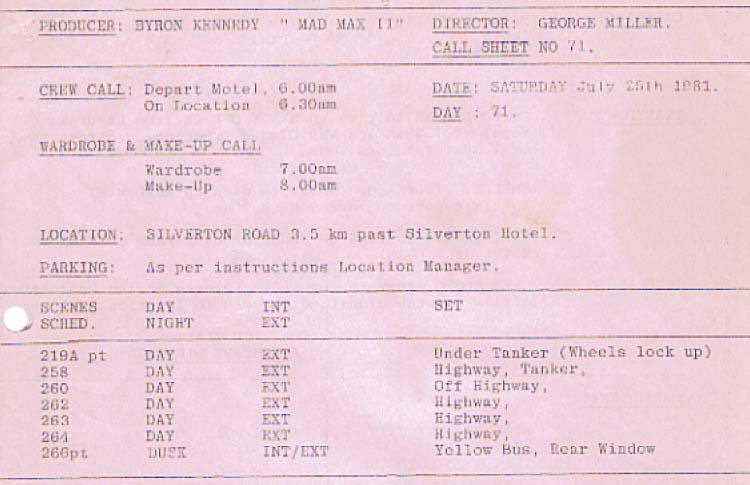 PRODUCER: BYRON KENNEDY " MAD MAX II" DIRECTOR: GEORGE MILLER.
CALL SHEET NO 71.
CREW CALL: Depart Motel, 6.00am DATE: SATURDAY July 25th 1981.
On Location 6.30am DAY : 71.
WARDROBE & MAKE-UP CALL
Wardrobe 7.00am
Make-Up 8.00am
LOCATION: SILVERTON ROAD 3.5 km past Silverton Hotel.
PARKING: As per instructions Location Manager.
SCENES DAY INT SET
SCHED. NIGHT EXT
219A pt DAY EXT Under Tanker (Wheels lock up)
258 DAY EXT Highway, Tanker,
260 DAY EXT Off Highway,
262 DAY EXT Highway,
263 DAY EXT Highway,
264 DAY EXT Highway,
266pt DUSK INT/EXT Yellow Bus, Rear Window